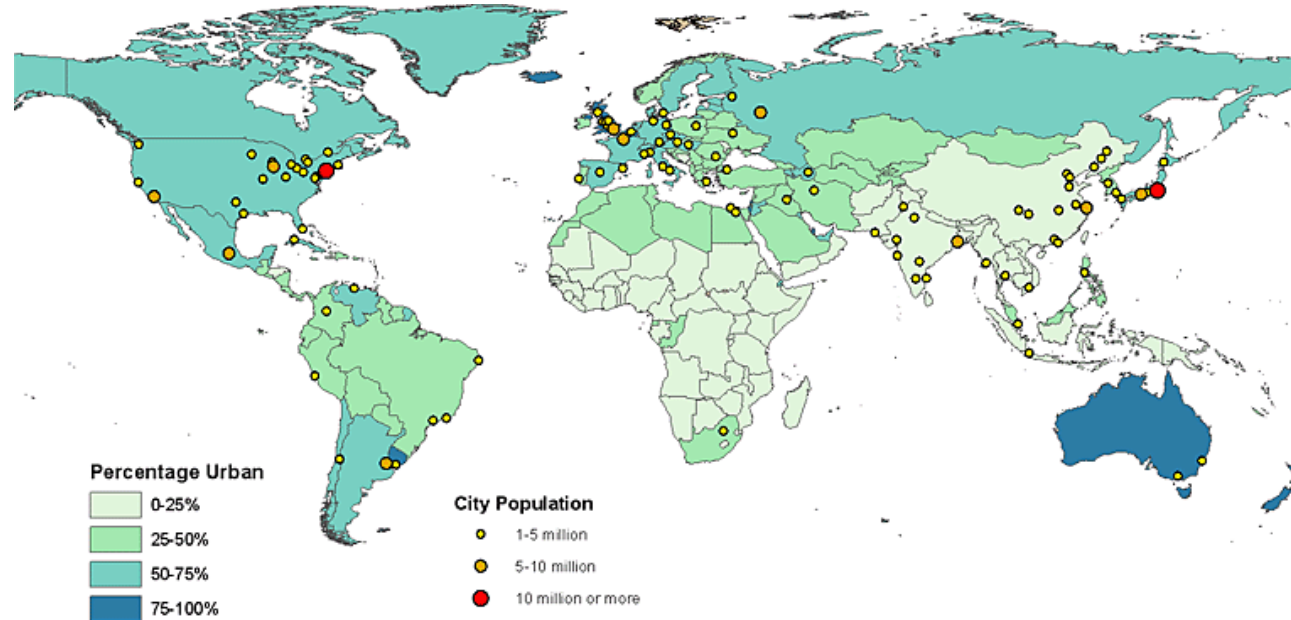 Percentage Urban
0-25%
25-50%
50-75%
75-100%
City Population
1-5 million
5-10 million
10 million or more